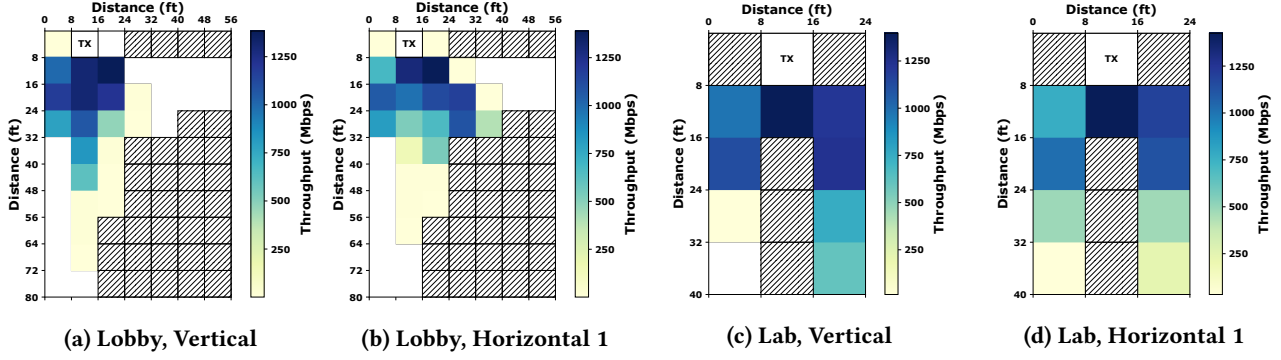 Distance (ft)
0 8 16 24 32 40 48 56
TX
8
16
24
32
40
48
56
64
72
80
Distance (ft)
1250
1000
750
500
250
Throughput (Mbps)
(a) Lobby, Vertical
Distance (ft)
0 8 16 24 32 40 48 56
TX
8
16
24
32
40
48
56
64
72
80
Distance (ft)
1250
1000
750
500
250
Throughput (Mbps)
(b) Lobby, Horizontal 1
Distance (ft)
0 8 16 24
TX
8
16
24
32
40
Distance (ft)
1250
1000
750
500
250
Throughput (Mbps)
(c) Lab, Vertical
Distance (ft)
0 8 16 24
TX
8
16
24
32
40
Distance (ft)
1250
1000
750
500
250
Throughput (Mbps)
(d) Lab, Horizontal 1